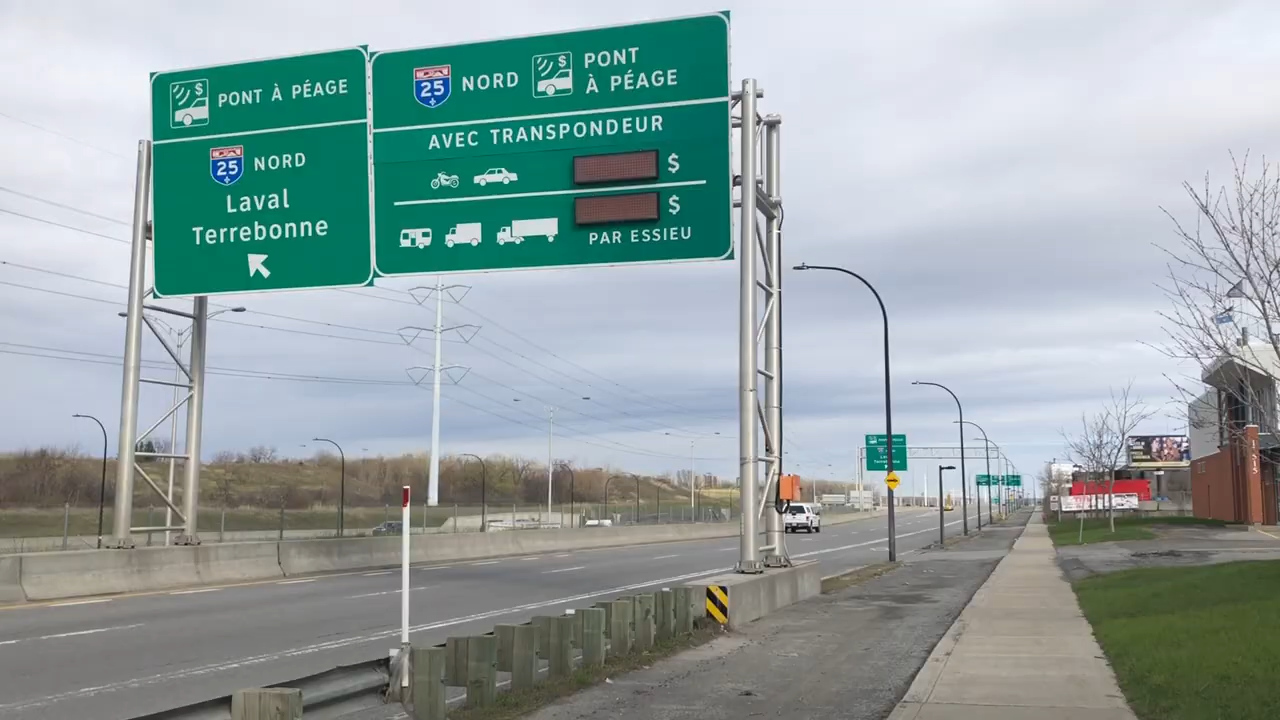 $
PONT À PÉAGE
25 NORD
Laval
Terrebonne
25 NORD
$
PONT
À PÉAGE
AVEC TRANSPONDEUR
$
$
PAR ESSIEU